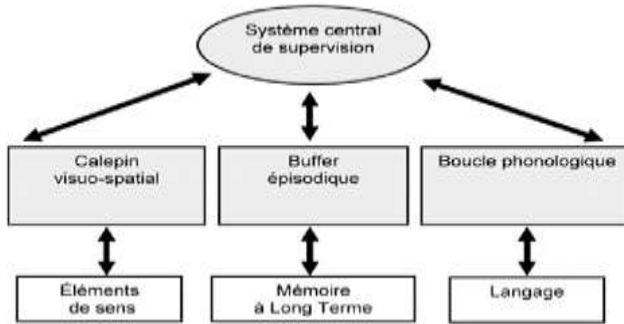 Système central
de supervision
Calepin
visuo-spatial
Buffer
épisodique
Boucle phonologique
Éléments
de sens
Mémoire
à Long Terme
Langage